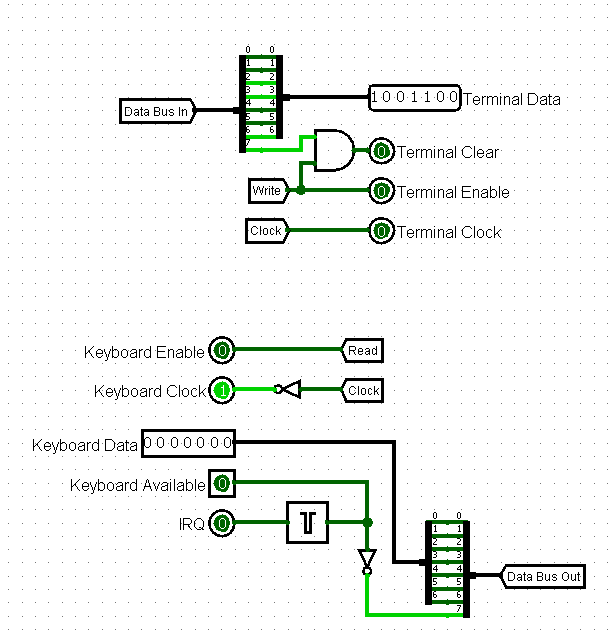 0 0
1 1
2 2
3 3
4 4
5 5
6 6
7
Data Bus In
1 0 0 1 1 0 0
Terminal Data
0
Terminal Clear
Write
0
Terminal Enable
Clock
0
Terminal Clock
Keyboard Enable
0
Read
Keyboard Clock
1
Clock
Keyboard Data
0 0 0 0 0 0 0
Keyboard Available
0
IRQ
0
0 0
1 1
2 2
3 3
4 4
5 5
6 6
7
Data Bus Out